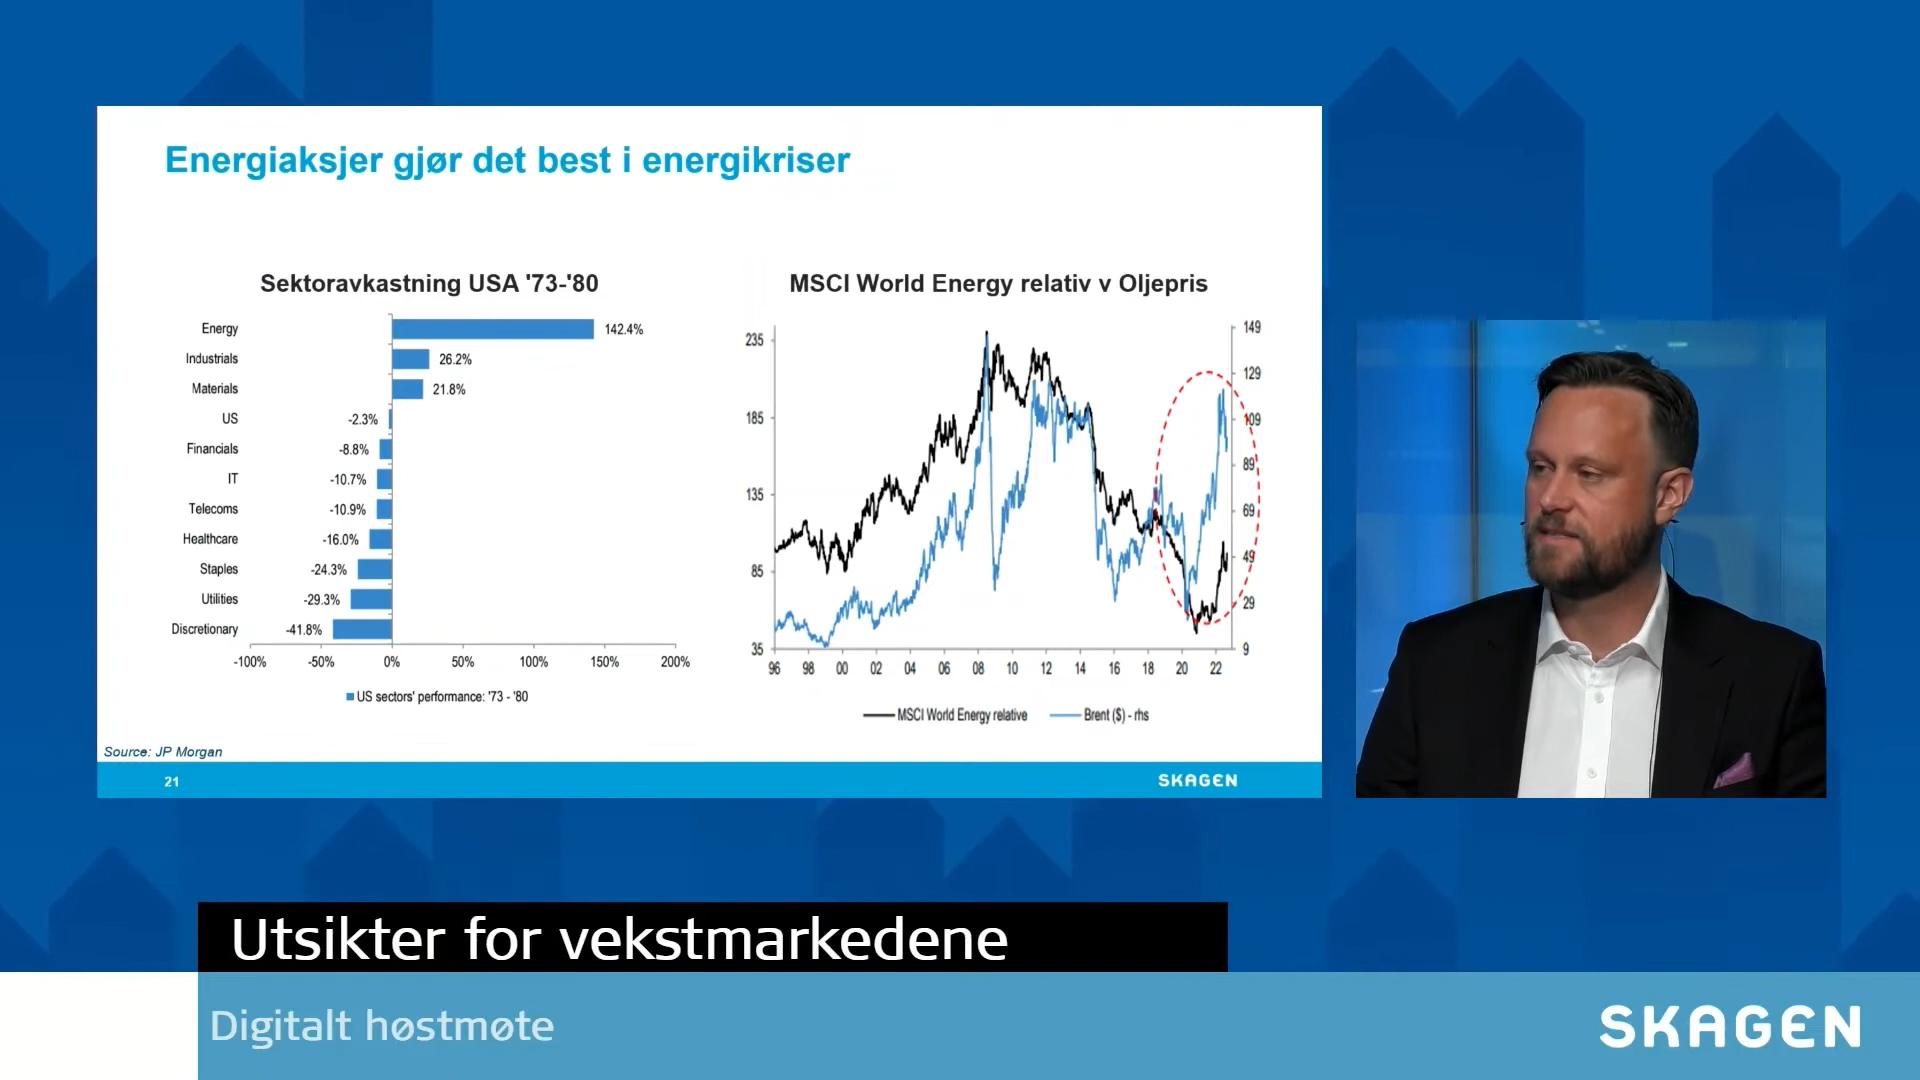 Energiaksjer gjør det best i energikriser
Sektoravkastning USA '73-'80
Energy 142.4%
Industrials 26.2%
Materials 21.8%
US -2.3%
Financials -8.8%
IT -10.7%
Telecoms -10.9%
Healthcare -16.0%
Staples -24.3%
Utilities -29.3%
Discretionary -41.8%
-100% -50% 0% 50% 100% 150% 200%
US sectors' performance: '73 - '80
MSCI World Energy relativ v Oljepris
235
185
135
85
35
149
129
109
89
69
49
29
9
96 98 00 02 04 06 08 10 12 14 16 18 20 22
MSCI World Energy relative Brent ($) - rhs
Source: JP Morgan
21 SKAGEN
Utsikter for vekstmarkedene
Digitalt høstmøte
SKAGEN